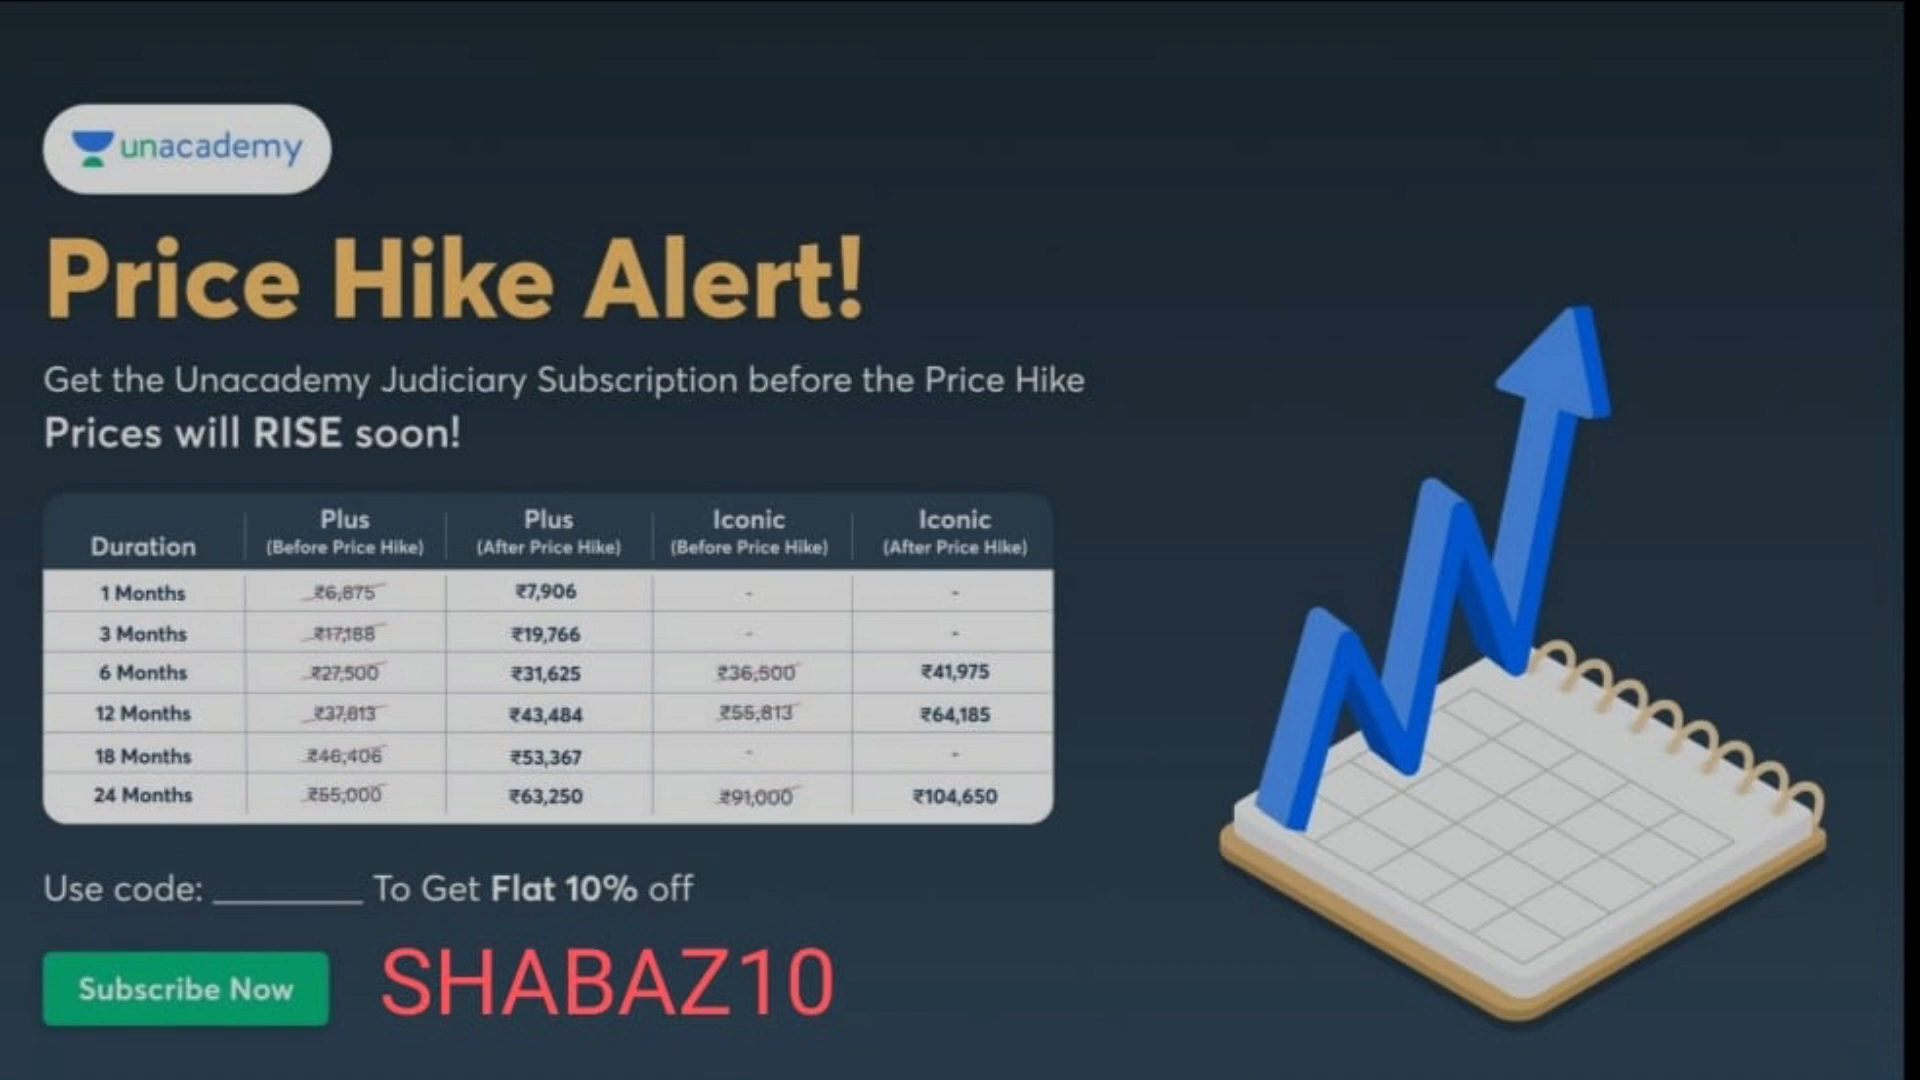 unacademy
Price Hike Alert!
Get the Unacademy Judiciary Subscription before the Price Hike
Prices will RISE soon!
Duration Plus (Before Price Hike) Plus (After Price Hike) Iconic (Before Price Hike) Iconic (After Price Hike)
1 Months ₹6,875 ₹7,906 - -
3 Months ₹17,188 ₹19,766 - -
6 Months ₹27,500 ₹31,625 ₹36,500 ₹41,975
12 Months ₹37,813 ₹43,484 ₹55,813 ₹64,185
18 Months ₹46,406 ₹53,367 - -
24 Months ₹55,000 ₹63,250 ₹91,000 ₹104,650
Use code: ________ To Get Flat 10% off
Subscribe Now SHABAZ10